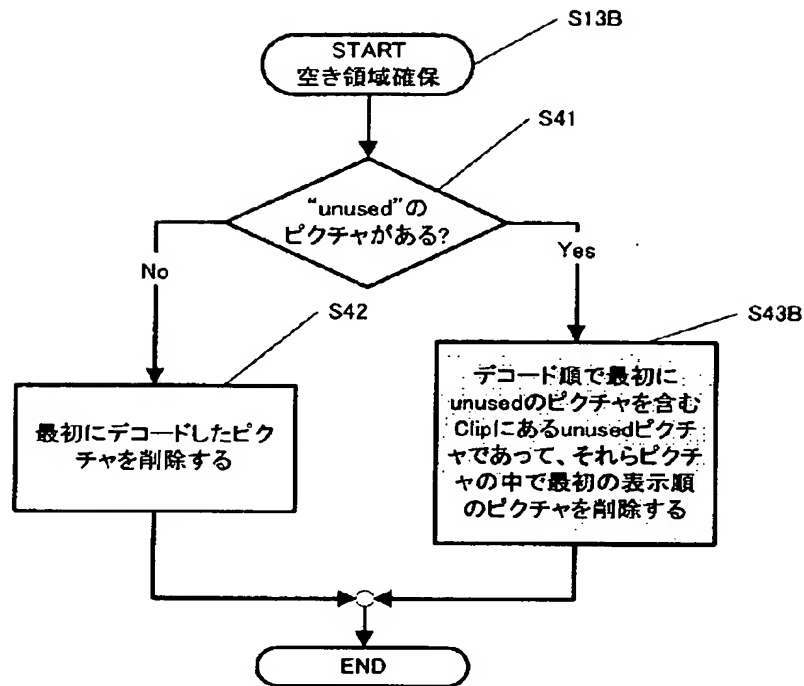 S13B
START
空き領域確保
S41
“unused”の
ピクチャがある?
No
Yes
S42
S43B
最初にデコードしたピク
チャを削除する
デコード順で最初に
unusedのピクチャを含む
Clipにあるunusedピクチ
ャであって、それらピクチ
ャの中で最初の表示順
のピクチャを削除する
END